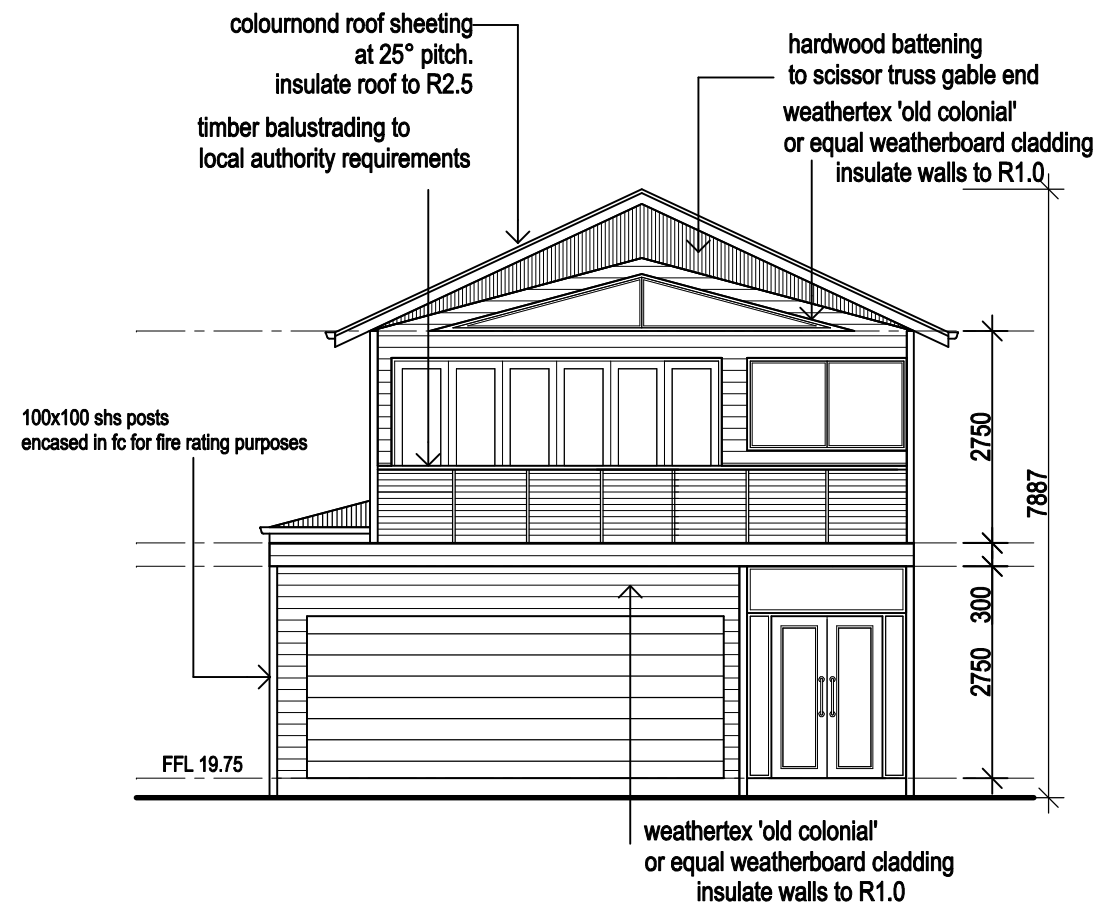 colournond roof sheeting
at 25° pitch.
insulate roof to R2.5
hardwood battening
to scissor truss gable end
timber balustrading to
local authority requirements
weathertex 'old colonial'
or equal weatherboard cladding
insulate walls to R1.0
100x100 shs posts
encased in fc for fire rating purposes
2750
7887
300
2750
FFL 19.75
weathertex 'old colonial'
or equal weatherboard cladding
insulate walls to R1.0